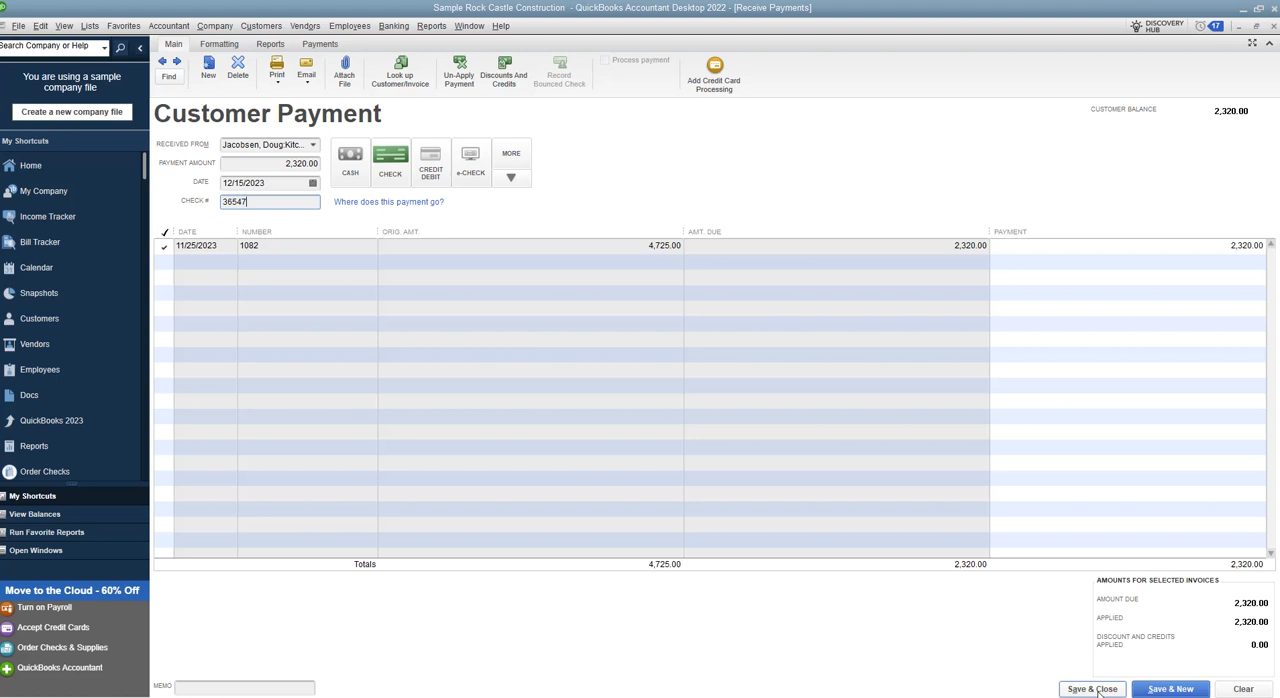 Sample Rock Castle Construction - QuickBooks Accountant Desktop 2022 - [Receive Payments]
File Edit View Lists Favorites Accountant Company Customers Vendors Employees Banking Reports Window Help
DISCOVERY HUB 17
Search Company or Help
Main Formatting Reports Payments
Find
New
Delete
Print
Email
Attach File
Look up Customer/Invoice
Un-Apply Payment
Discounts And Credits
Record Bounced Check
Process payment
Add Credit Card Processing
You are using a sample company file
Create a new company file
My Shortcuts
Home
My Company
Income Tracker
Bill Tracker
Calendar
Snapshots
Customers
Vendors
Employees
Docs
QuickBooks 2023
Reports
Order Checks
My Shortcuts
View Balances
Run Favorite Reports
Open Windows
Move to the Cloud - 60% Off
Turn on Payroll
Accept Credit Cards
Order Checks & Supplies
QuickBooks Accountant
Customer Payment
CUSTOMER BALANCE 2,320.00
RECEIVED FROM Jacobsen, Doug:Kitc...
PAYMENT AMOUNT 2,320.00
DATE 12/15/2023
CHECK # 36547
CASH
CHECK
CREDIT DEBIT
e-CHECK
MORE
Where does this payment go?
DATE NUMBER ORIG. AMT. AMT. DUE PAYMENT
11/25/2023 1082 4,725.00 2,320.00 2,320.00
Totals 4,725.00 2,320.00 2,320.00
AMOUNTS FOR SELECTED INVOICES
AMOUNT DUE 2,320.00
APPLIED 2,320.00
DISCOUNT AND CREDITS APPLIED 0.00
MEMO
Save & Close Save & New Clear